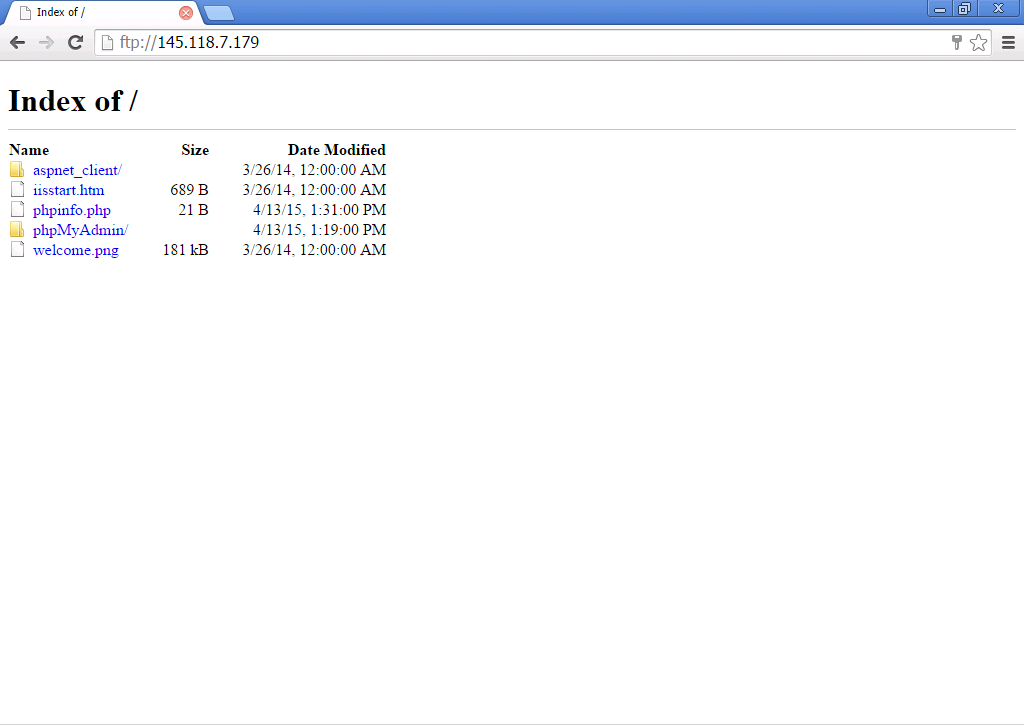 Index of /
ftp://145.118.7.179
Index of /
Name Size Date Modified
aspnet_client/ 3/26/14, 12:00:00 AM
iisstart.htm 689 B 3/26/14, 12:00:00 AM
phpinfo.php 21 B 4/13/15, 1:31:00 PM
phpMyAdmin/ 4/13/15, 1:19:00 PM
welcome.png 181 kB 3/26/14, 12:00:00 AM